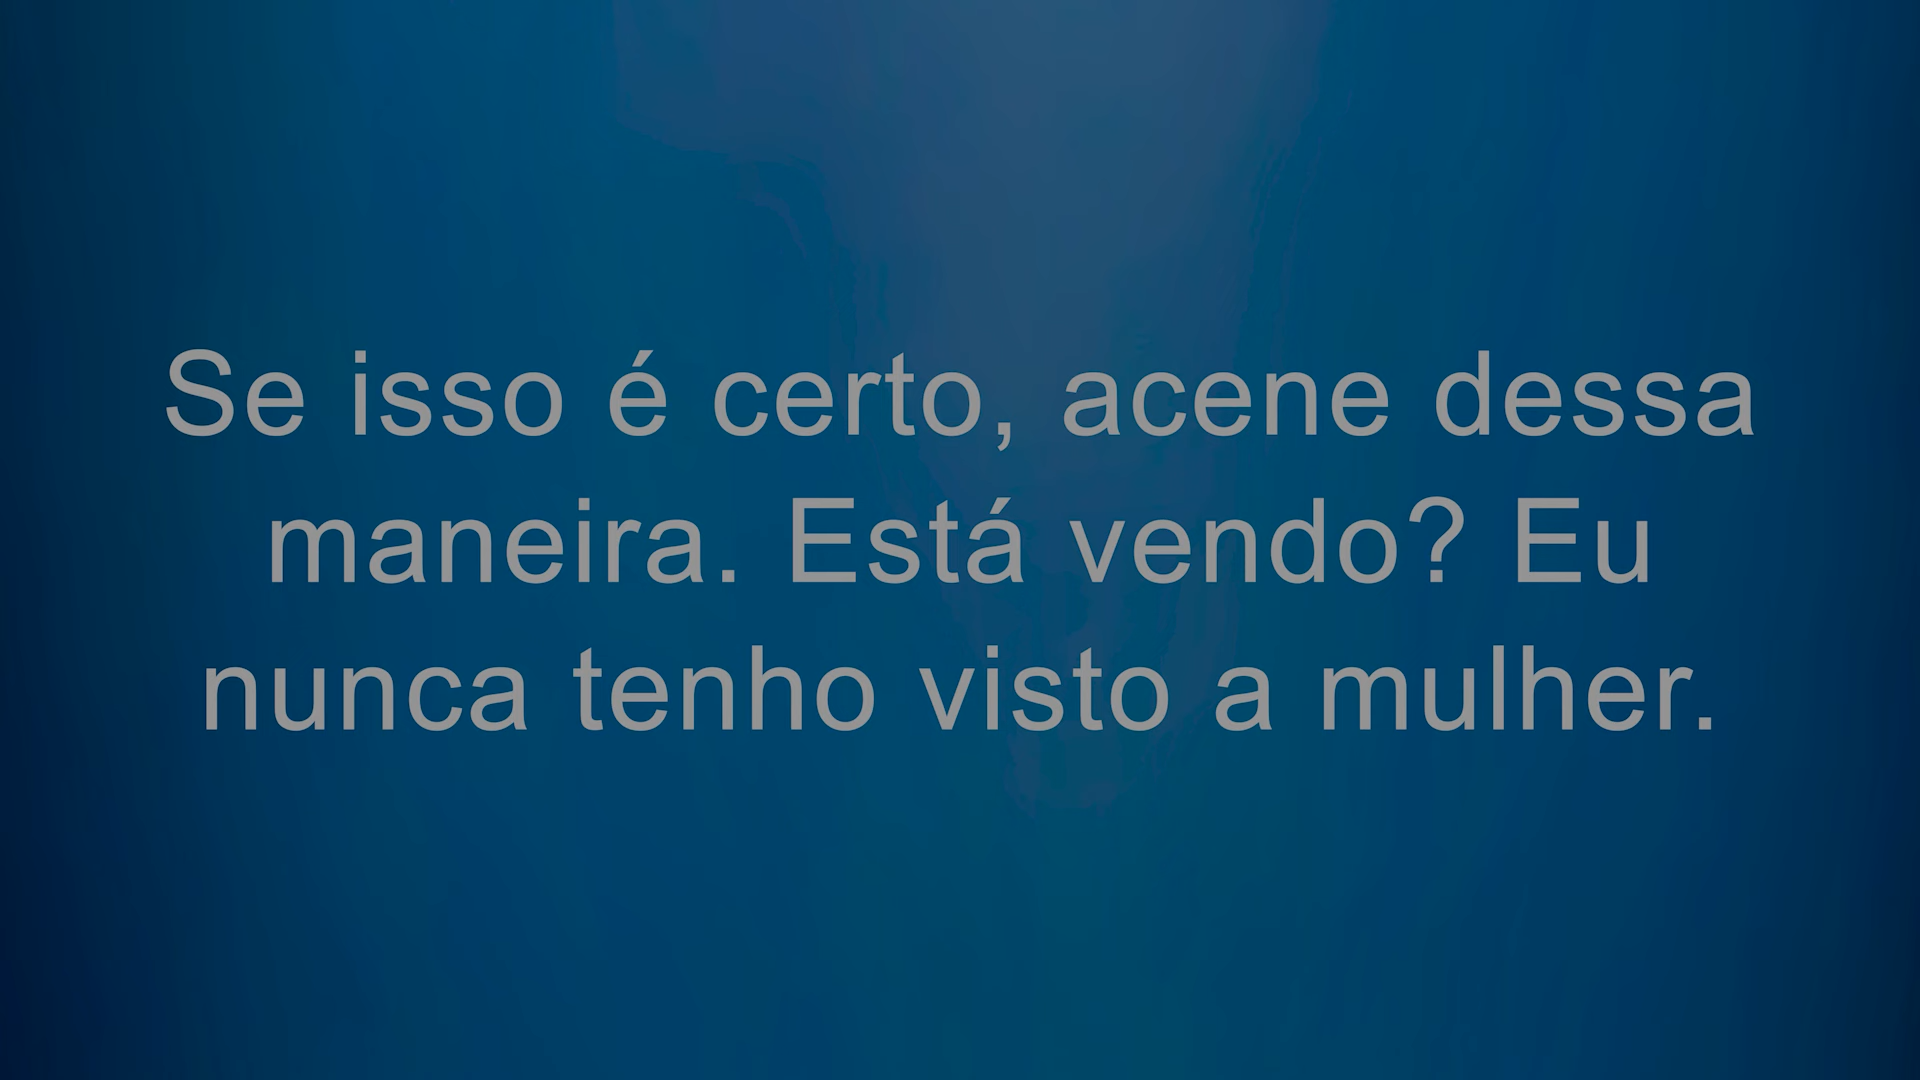 Se isso é certo, acene dessa
maneira. Está vendo? Eu
nunca tenho visto a mulher.